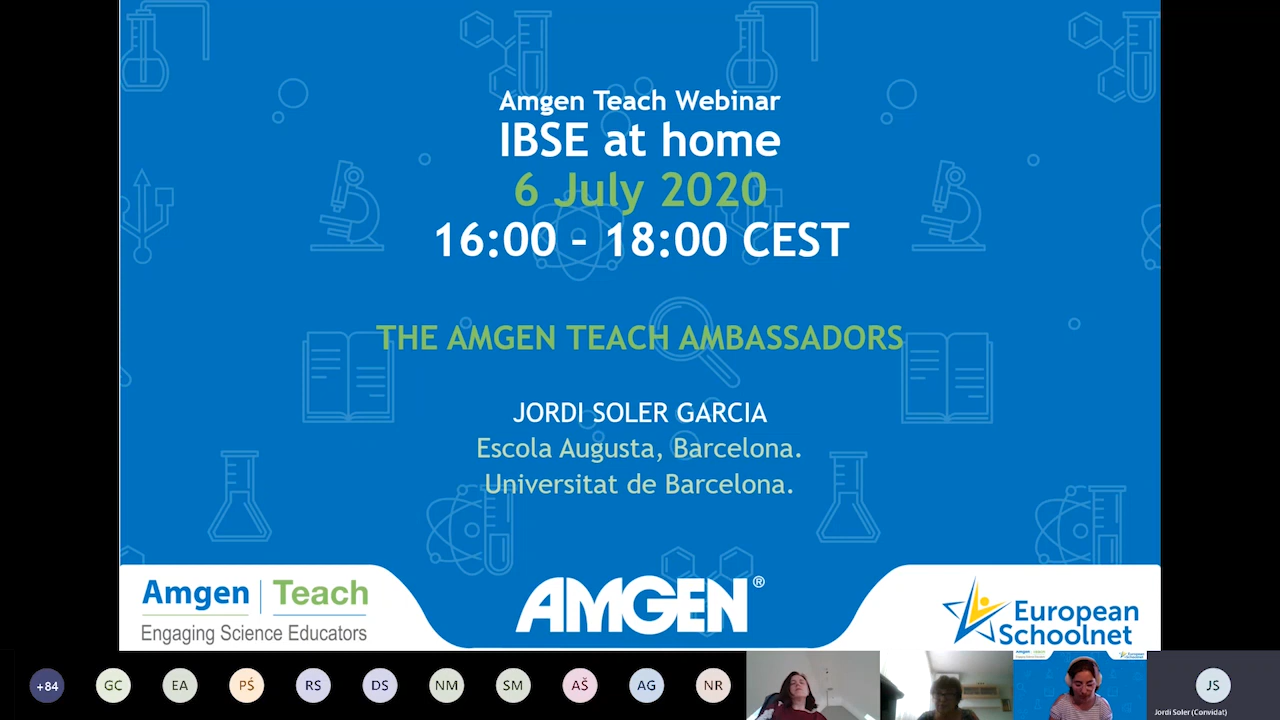 Amgen Teach Webinar
IBSE at home
6 July 2020
16:00 – 18:00 CEST
THE AMGEN TEACH AMBASSADORS
JORDI SOLER GARCIA
Escola Augusta, Barcelona.
Universitat de Barcelona.
Amgen | Teach
Engaging Science Educators
AMGEN®
European
Schoolnet
+84 GC EA PŚ RS DS NM SM AŠ AG NR JS
Jordi Soler (Convidat)